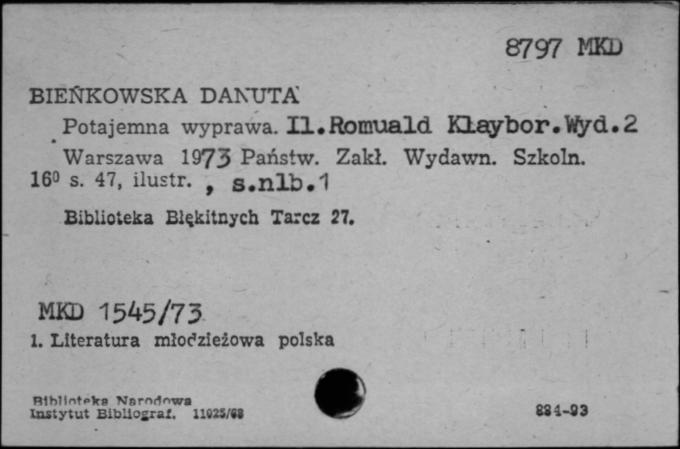 8797 MKD
BIEŃKOWSKA DANUTA
Potajemna wyprawa. Il.Romuald Kłaybor.Wyd.2
Warszawa 1973 Państw. Zakł. Wydawn. Szkoln.
16º s. 47, ilustr. , s.nlb.1
Biblioteka Błękitnych Tarcz 27.
MKD 1545/73
1. Literatura młodzieżowa polska
Biblioteka Narodowa
Instytut Bibliograf. 11025/68
884-93